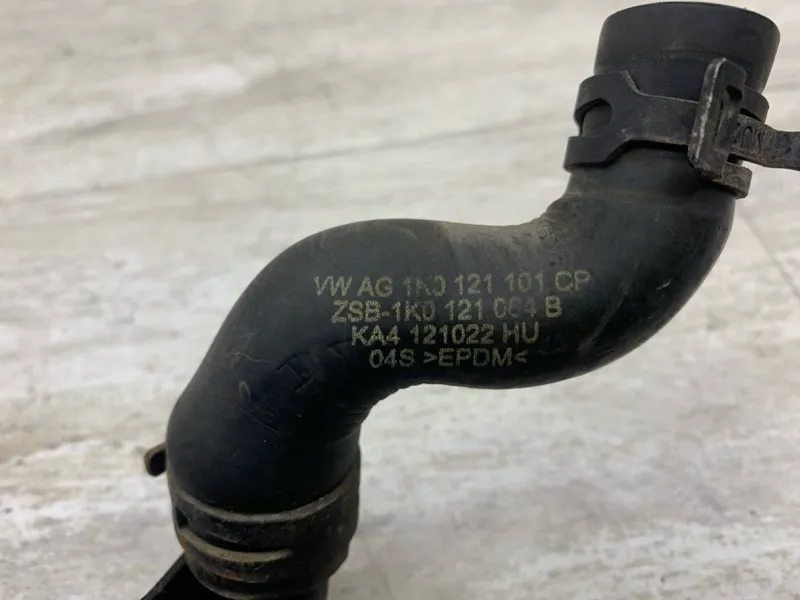 VW AG 1K0 121 101 CP
ZSB-1K0 121 064 B
KA4 121022 HU
04S >EPDM<